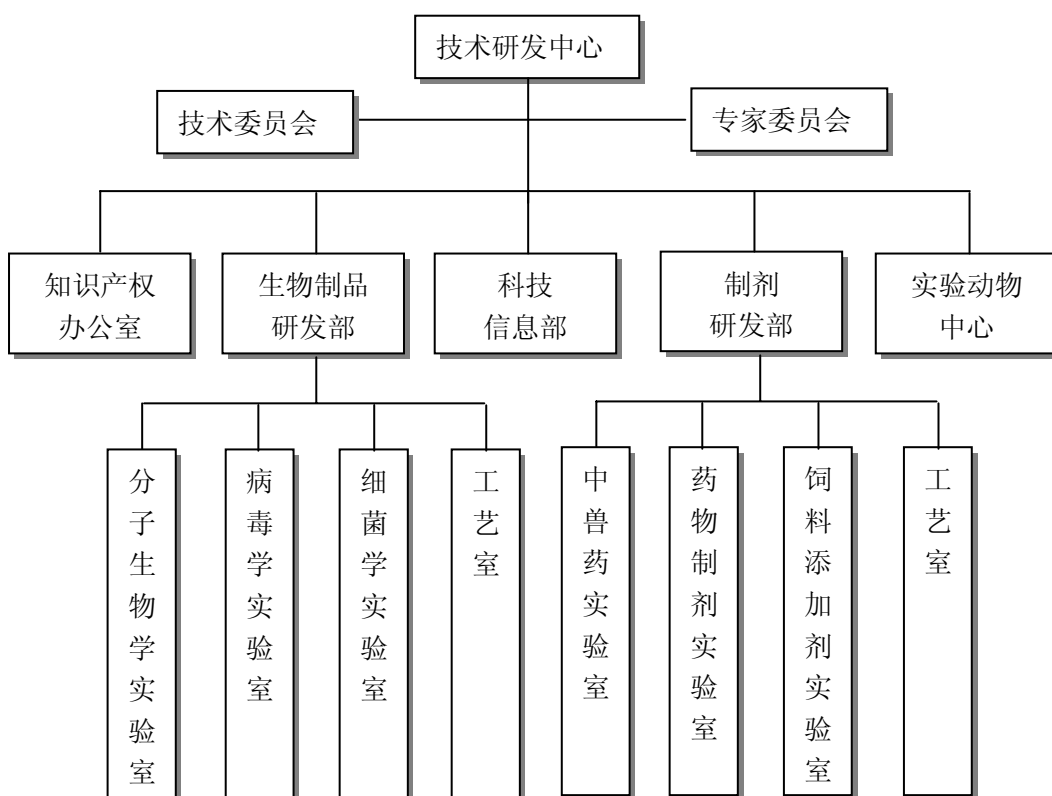 技术研发中心
技术委员会
专家委员会
知识产权
办公室
生物制品
研发部
科技
信息部
制剂
研发部
实验动物
中心
分子生物学实验室
病毒学实验室
细菌学实验室
工艺室
中兽药实验室
药物制剂实验室
饲料添加剂实验室
工艺室